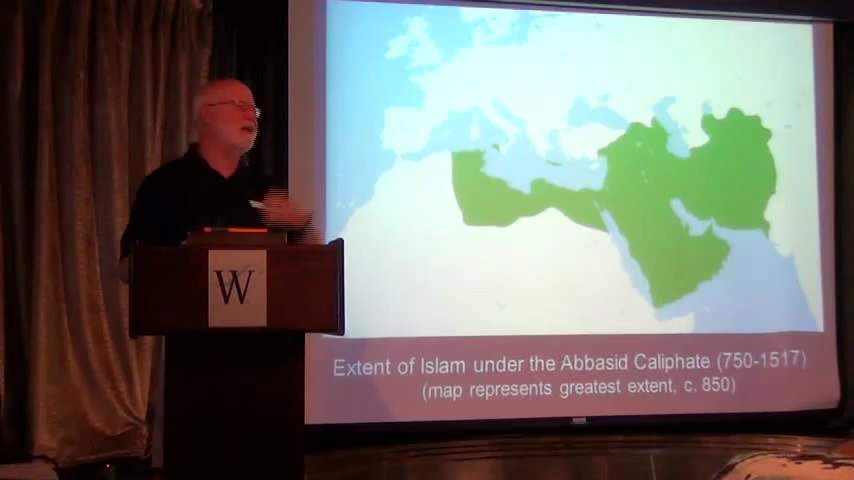 W
Extent of Islam under the Abbasid Caliphate (750-1517)
(map represents greatest extent, c. 850)